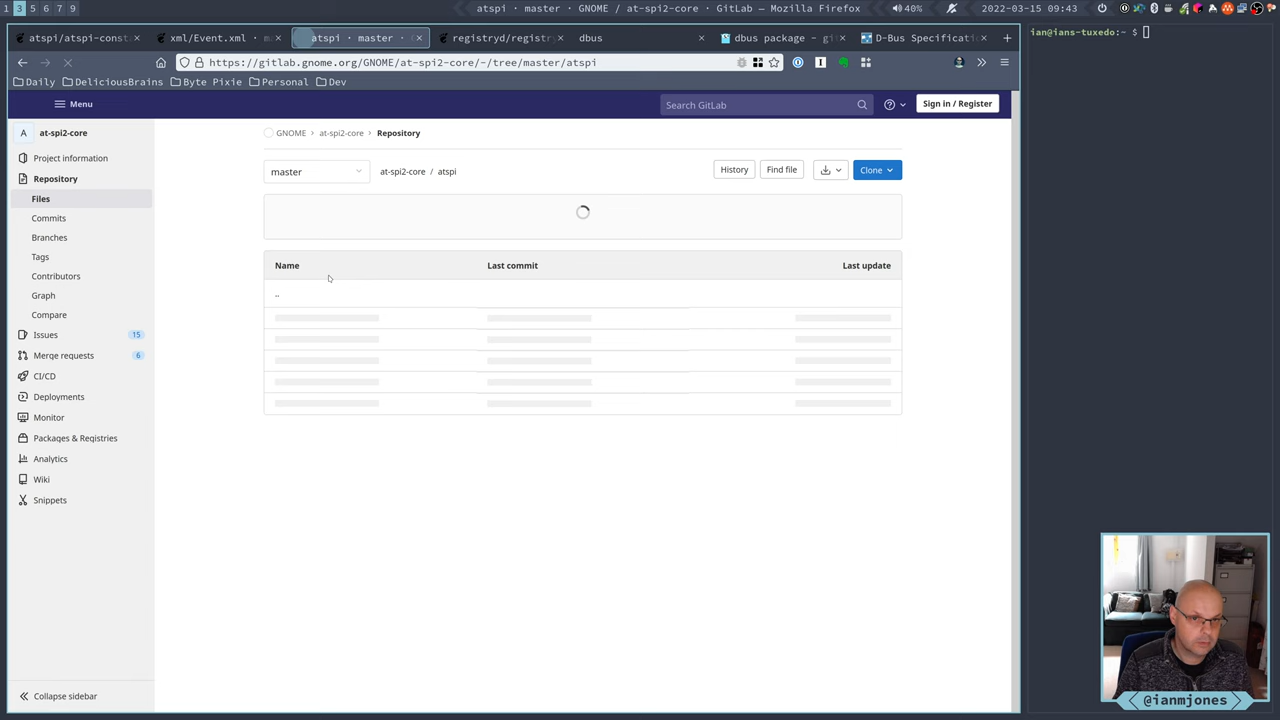 1 3 5 6 7 9
atspi · master · GNOME / at-spi2-core · GitLab — Mozilla Firefox
40%
2022-03-15 09:43
atspi/atspi-const
xml/Event.xml · m
atspi · master ·
registryd/registry
dbus
dbus package - gi
D-Bus Specificati
https://gitlab.gnome.org/GNOME/at-spi2-core/-/tree/master/atspi
Daily DeliciousBrains Byte Pixie Personal Dev
Menu
Search GitLab
Sign in / Register
A at-spi2-core
Project information
Repository
Files
Commits
Branches
Tags
Contributors
Graph
Compare
Issues 15
Merge requests 6
CI/CD
Deployments
Monitor
Packages & Registries
Analytics
Wiki
Snippets
Collapse sidebar
GNOME > at-spi2-core > Repository
master
at-spi2-core / atspi
History
Find file
Clone
Name Last commit Last update
..
ian@ians-tuxedo:~ $
@ianmjones